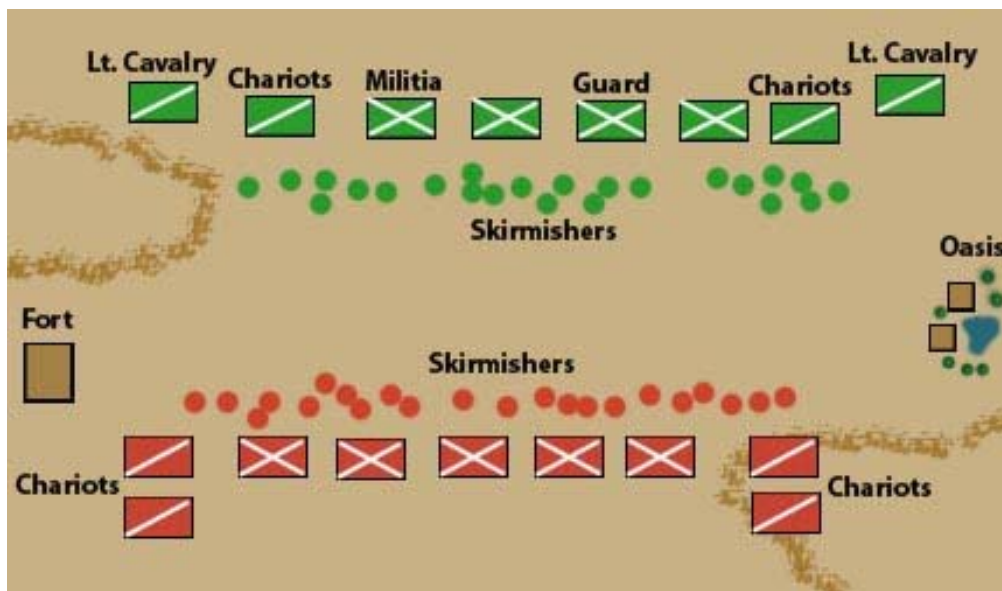 Lt. Cavalry
Chariots
Militia
Guard
Chariots
Lt. Cavalry
Skirmishers
Oasis
Fort
Skirmishers
Chariots
Chariots